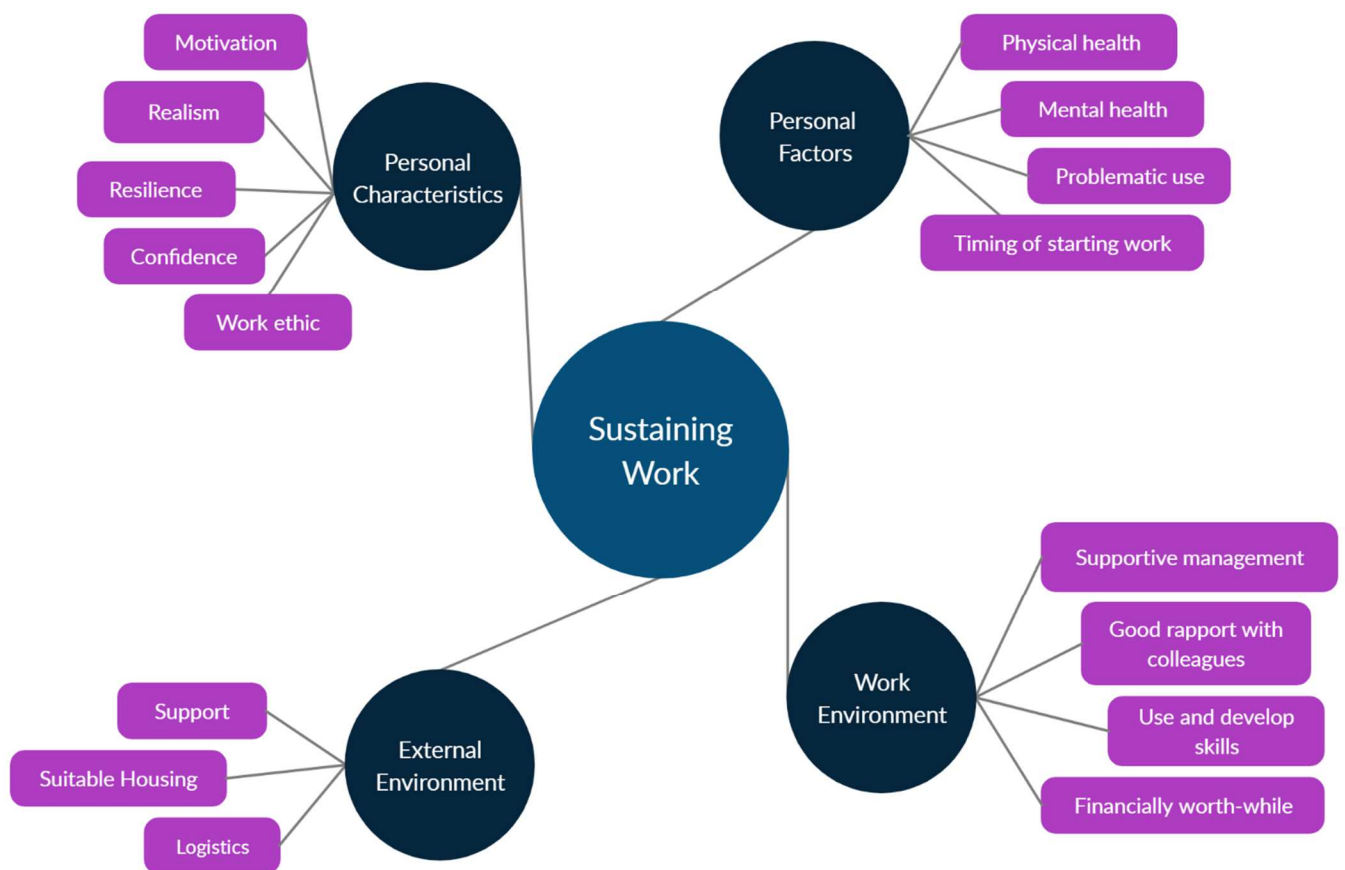 Motivation
Realism
Resilience
Confidence
Work ethic
Personal
Characteristics
Personal
Factors
Physical health
Mental health
Problematic use
Timing of starting work
Sustaining
Work
Support
Suitable Housing
Logistics
External
Environment
Work
Environment
Supportive management
Good rapport with
colleagues
Use and develop
skills
Financially worth-while